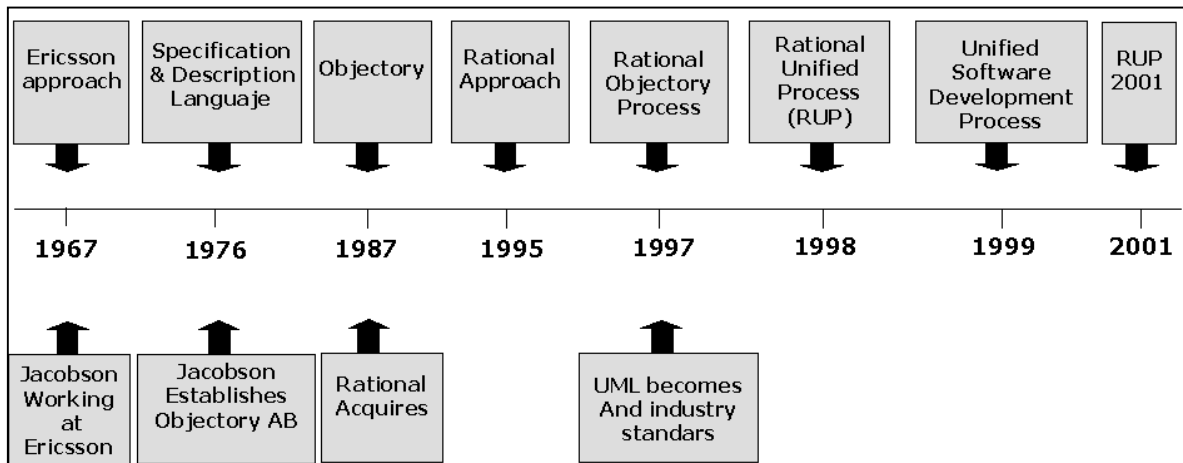 Ericsson
approach
Specification
& Description
Languaje
Objectory
Rational
Approach
Rational
Objectory
Process
Rational
Unified
Process
(RUP)
Unified
Software
Development
Process
RUP
2001
1967
1976
1987
1995
1997
1998
1999
2001
Jacobson
Working
at
Ericsson
Jacobson
Establishes
Objectory AB
Rational
Acquires
UML becomes
And industry
standars